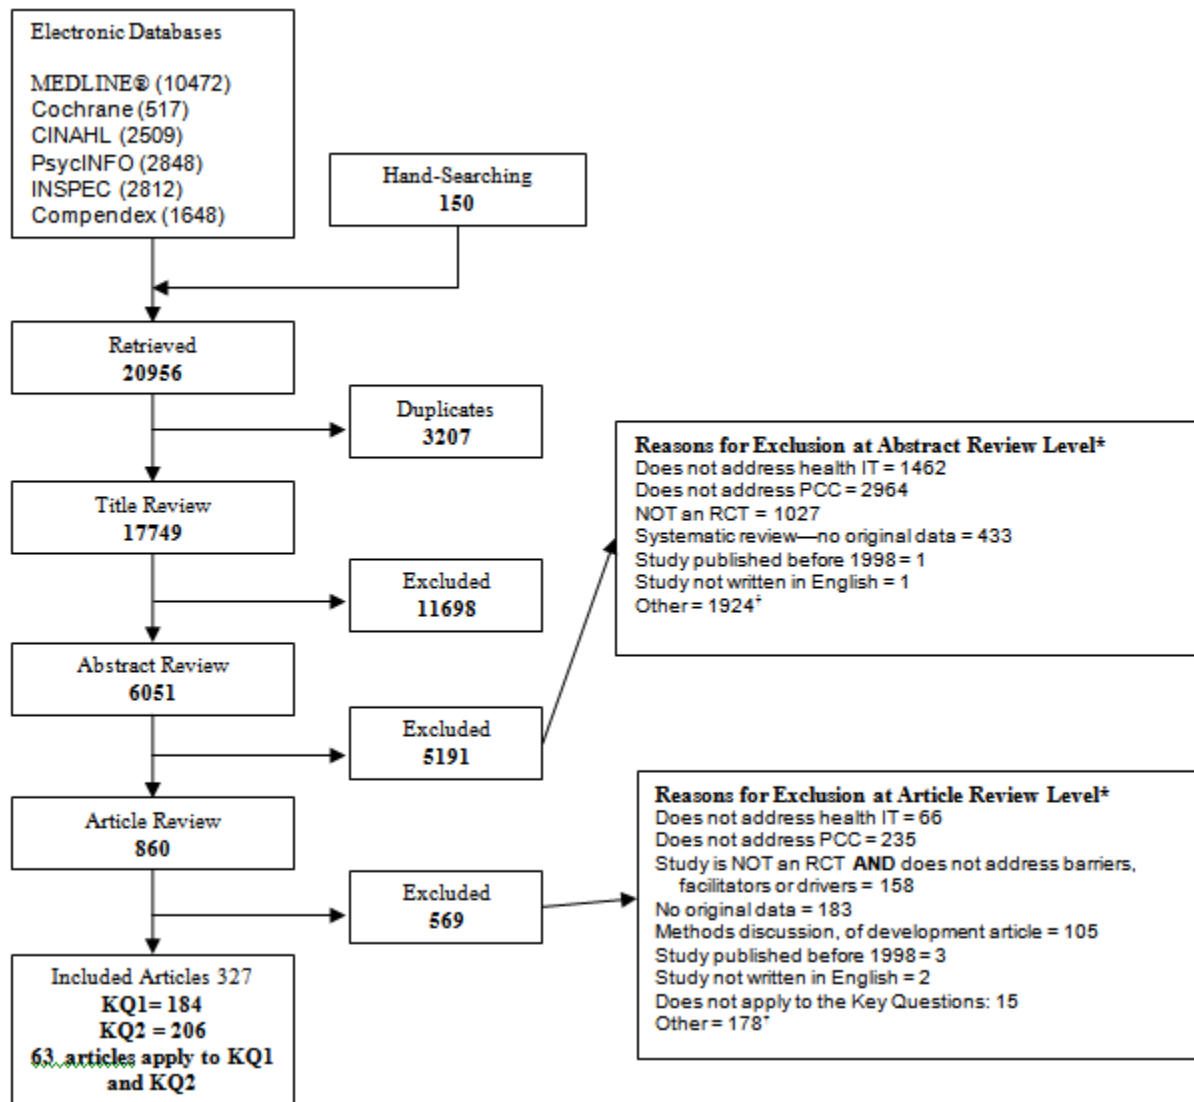 Electronic Databases
MEDLINE® (10472)
Cochrane (517)
CINAHL (2509)
PsycINFO (2848)
INSPEC (2812)
Compendex (1648)
Hand-Searching
150
Retrieved
20956
Duplicates
3207
Title Review
17749
Excluded
11698
Abstract Review
6051
Excluded
5191
Reasons for Exclusion at Abstract Review Level*
Does not address health IT = 1462
Does not address PCC = 2964
NOT an RCT = 1027
Systematic review—no original data = 433
Study published before 1998 = 1
Study not written in English = 1
Other = 1924†
Article Review
860
Excluded
569
Reasons for Exclusion at Article Review Level*
Does not address health IT = 66
Does not address PCC = 235
Study is NOT an RCT AND does not address barriers,
facilitators or drivers = 158
No original data = 183
Methods discussion, of development article = 105
Study published before 1998 = 3
Study not written in English = 2
Does not apply to the Key Questions: 15
Other = 178†
Included Articles 327
KQ1= 184
KQ2 = 206
63 articles apply to KQ1
and KQ2